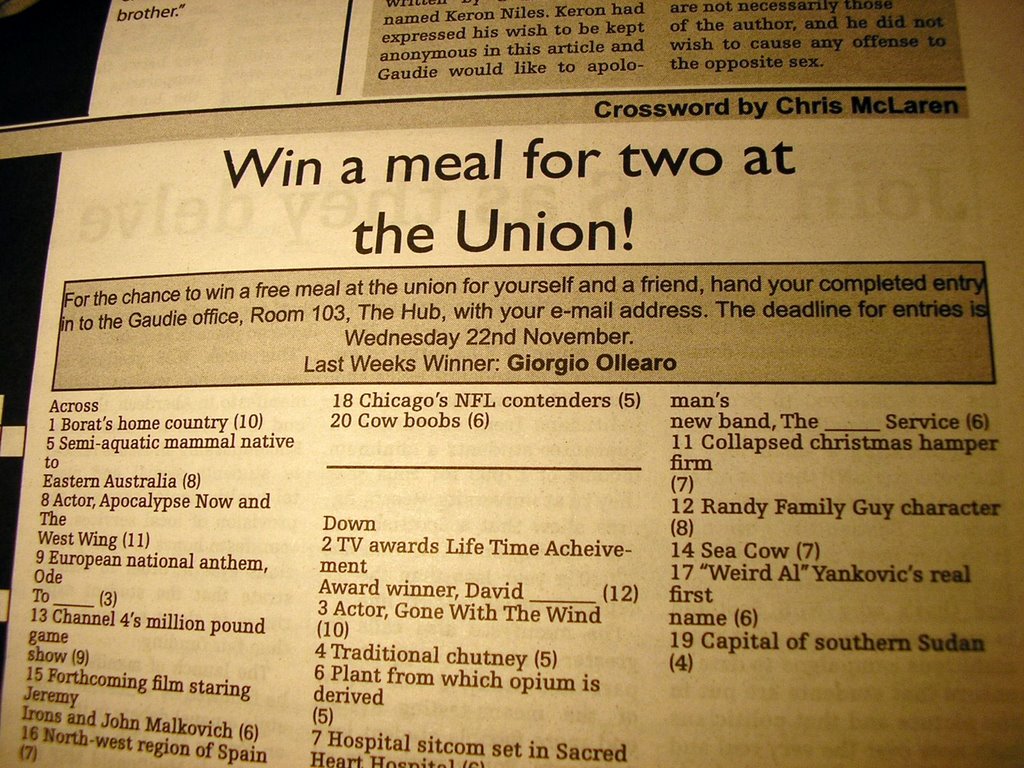 brother."
named Keron Niles. Keron had
expressed his wish to be kept
anonymous in this article and
Gaudie would like to apolo-
are not necessarily those
of the author, and he did not
wish to cause any offense to
the opposite sex.
Crossword by Chris McLaren
Win a meal for two at
the Union!
For the chance to win a free meal at the union for yourself and a friend, hand your completed entry
in to the Gaudie office, Room 103, The Hub, with your e-mail address. The deadline for entries is
Wednesday 22nd November.
Last Weeks Winner: Giorgio Ollearo
Across
1 Borat's home country (10)
5 Semi-aquatic mammal native
to
Eastern Australia (8)
8 Actor, Apocalypse Now and
The
West Wing (11)
9 European national anthem,
Ode
To _____ (3)
13 Channel 4's million pound
game
show (9)
15 Forthcoming film staring
Jeremy
Irons and John Malkovich (6)
16 North-west region of Spain
(7)
18 Chicago's NFL contenders (5)
20 Cow boobs (6)
Down
2 TV awards Life Time Acheive-
ment
Award winner, David _______ (12)
3 Actor, Gone With The Wind
(10)
4 Traditional chutney (5)
6 Plant from which opium is
derived
(5)
7 Hospital sitcom set in Sacred
Heart Hospital (6)
man's
new band, The _____ Service (6)
11 Collapsed christmas hamper
firm
(7)
12 Randy Family Guy character
(8)
14 Sea Cow (7)
17 "Weird Al" Yankovic's real
first
name (6)
19 Capital of southern Sudan
(4)